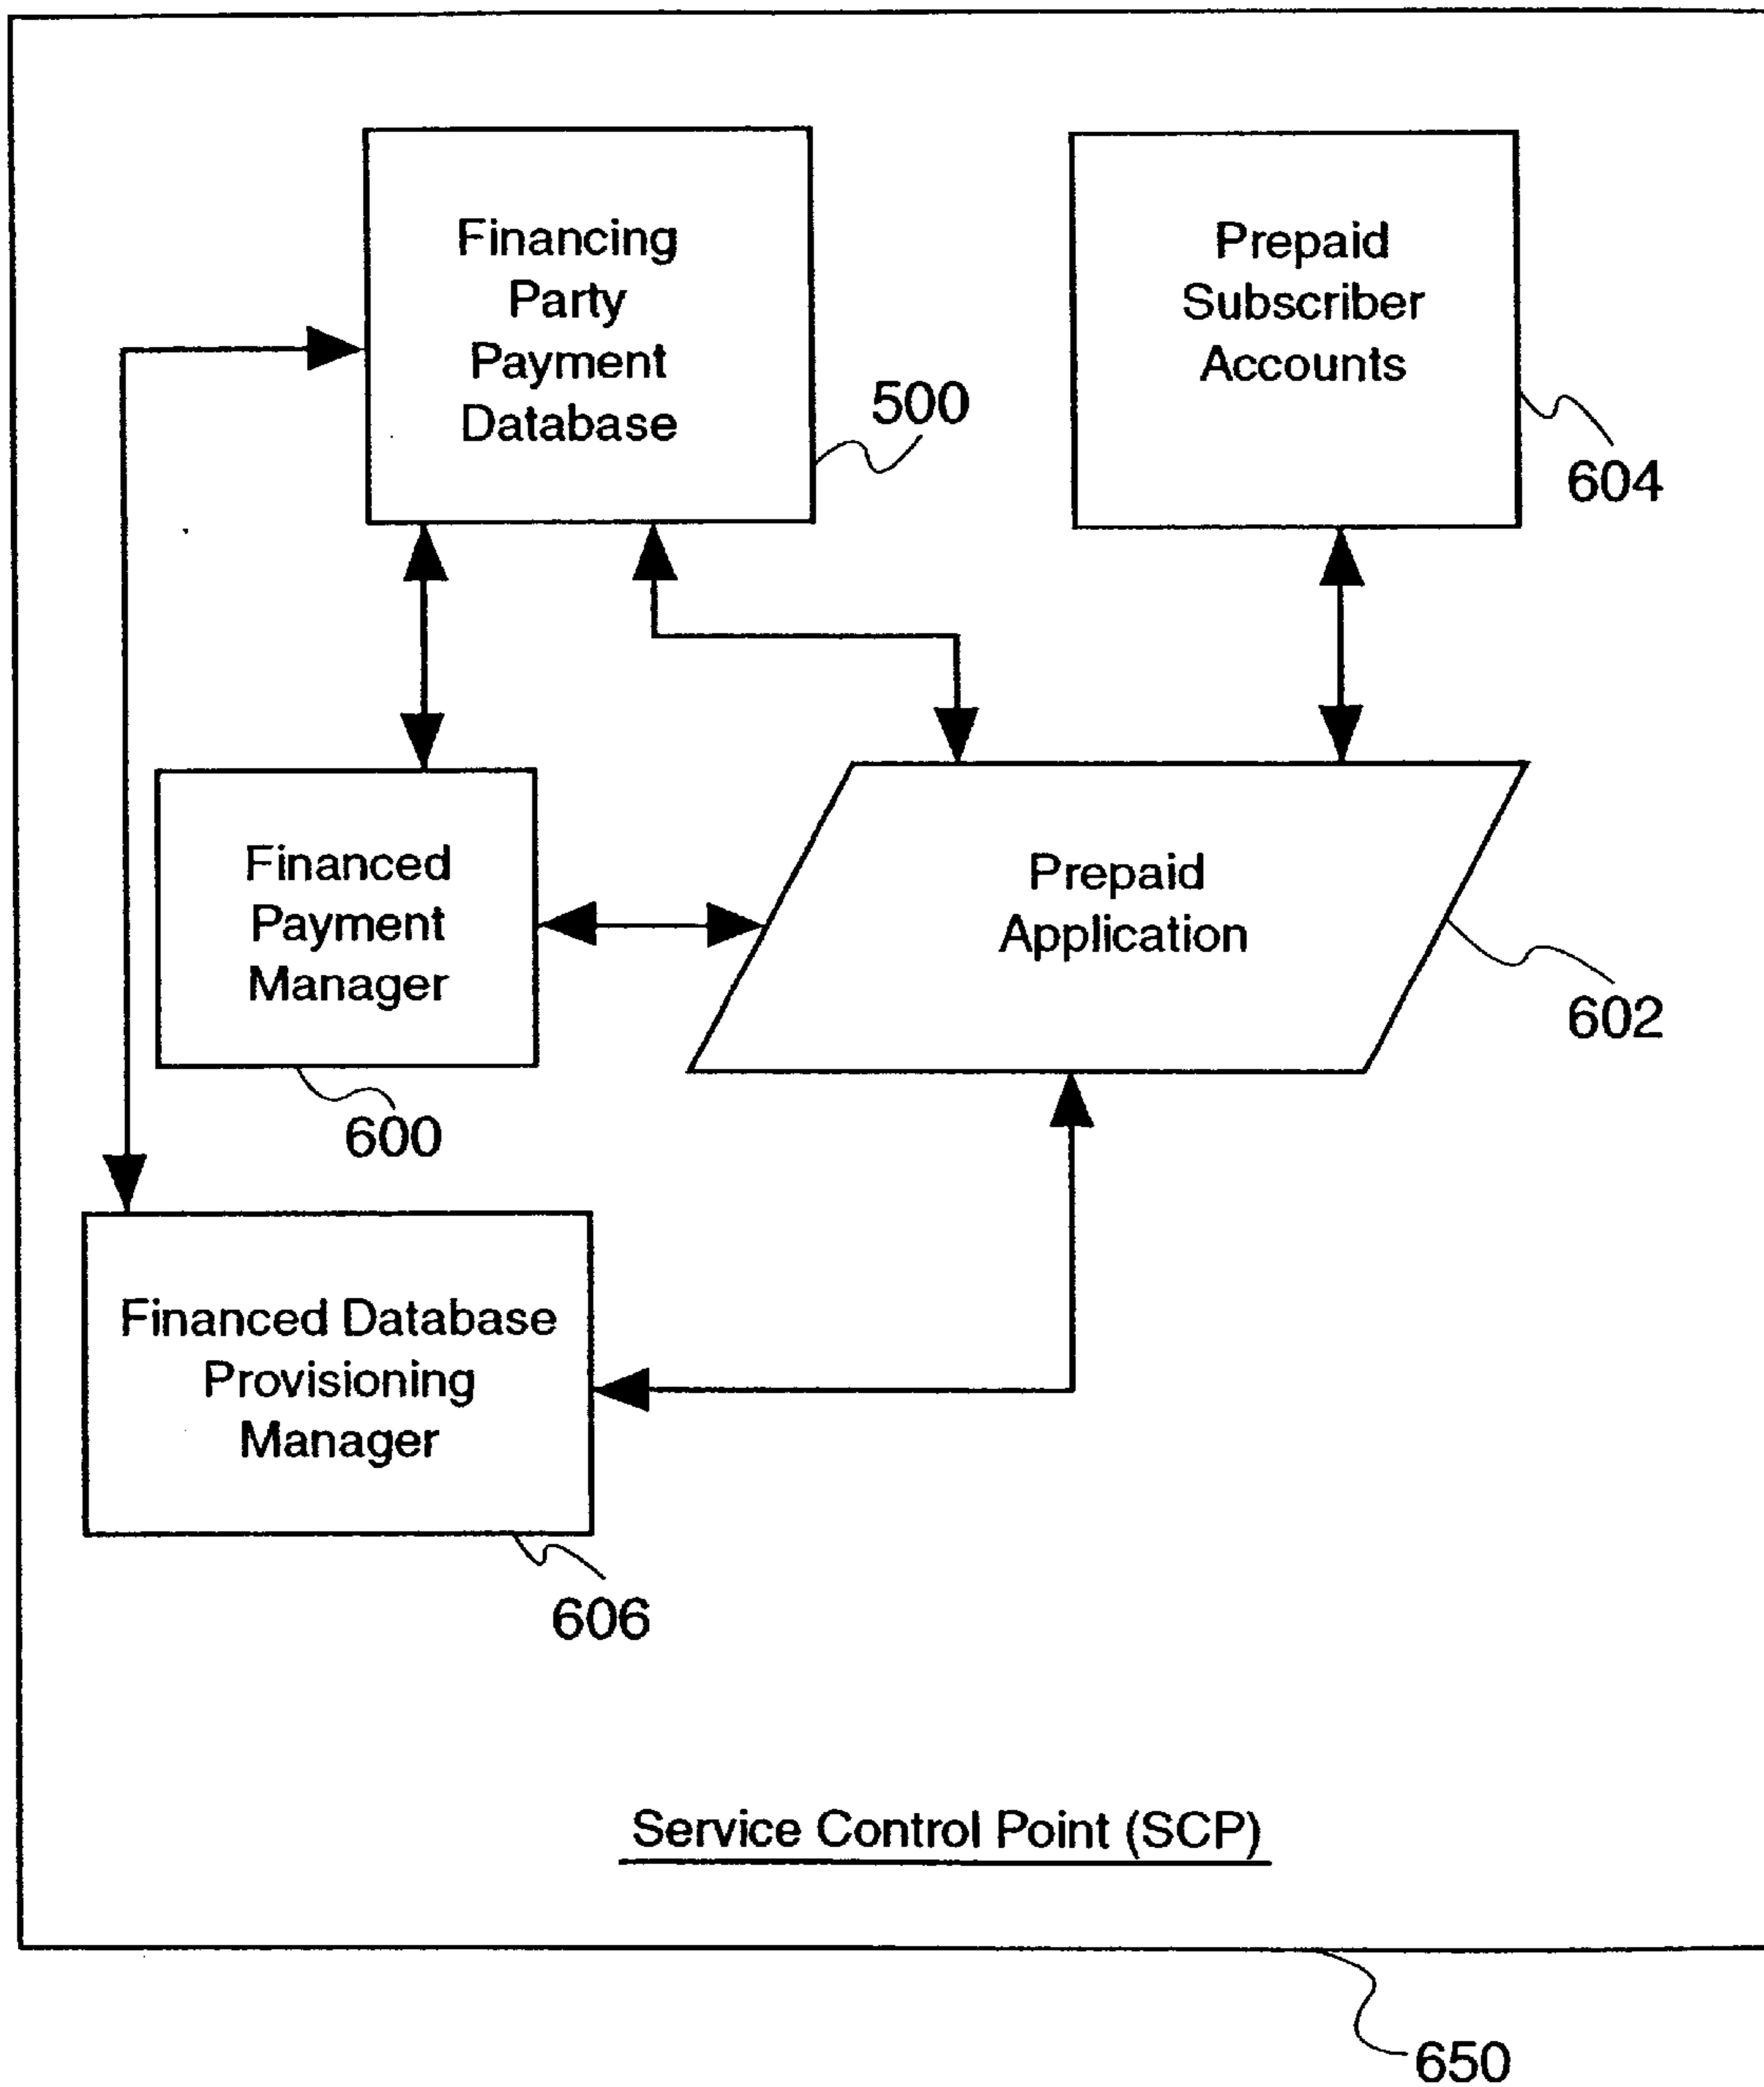 Financing
Party
Payment
Database
500
Prepaid
Subscriber
Accounts
604
Financed
Payment
Manager
600
Prepaid
Application
602
Financed Database
Provisioning
Manager
606
Service Control Point (SCP)
650